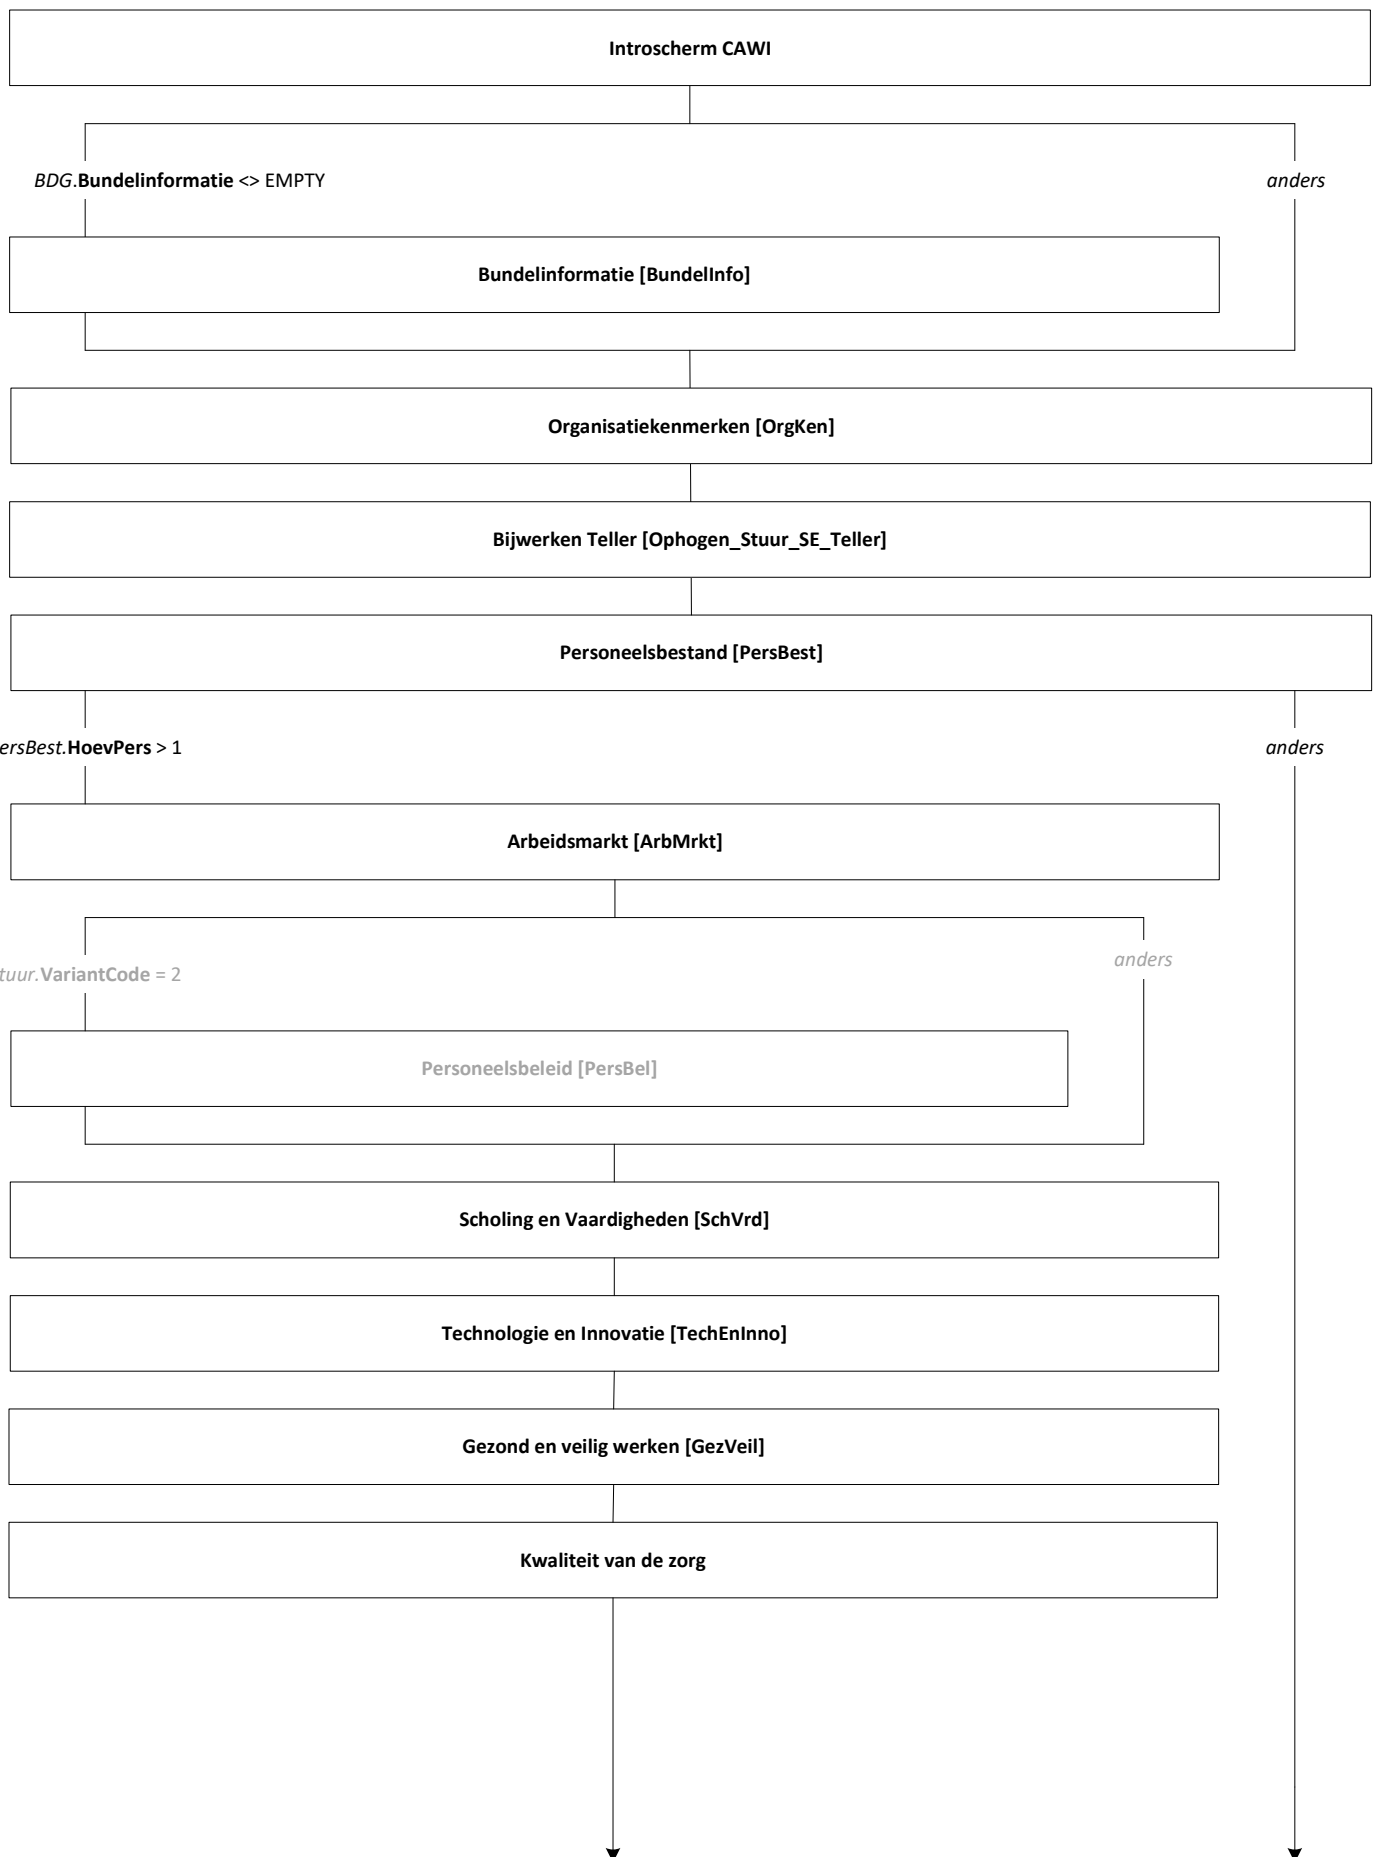 Introscherm CAWI
BDG.Bundelinformatie <> EMPTY
anders
Bundelinformatie [BundelInfo]
Organisatiekenmerken [OrgKen]
Bijwerken Teller [Ophogen_Stuur_SE_Teller]
Personeelsbestand [PersBest]
ersBest.HoevPers > 1
anders
Arbeidsmarkt [ArbMrkt]
anders
tuur.VariantCode = 2
Personeelsbeleid [PersBel]
Scholing en Vaardigheden [SchVrd]
Technologie en Innovatie [TechEnInno]
Gezond en veilig werken [GezVeil]
Kwaliteit van de zorg